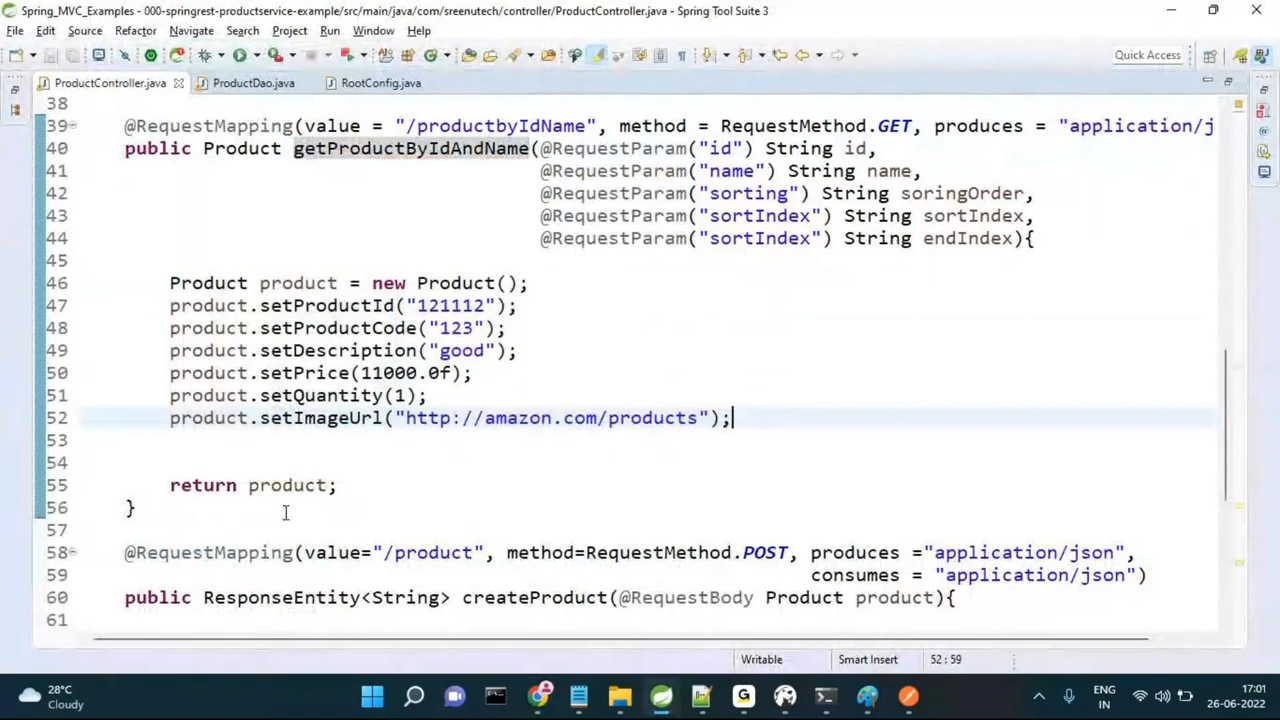 Spring_MVC_Examples - 000-springrest-productservice-example/src/main/java/com/sreenutech/controller/ProductController.java - Spring Tool Suite 3
File Edit Source Refactor Navigate Search Project Run Window Help
Quick Access
ProductController.java ProductDao.java RootConfig.java
38
39 @RequestMapping(value = "/productbyIdName", method = RequestMethod.GET, produces = "application/j
40 public Product getProductByIdAndName(@RequestParam("id") String id,
41 @RequestParam("name") String name,
42 @RequestParam("sorting") String soringOrder,
43 @RequestParam("sortIndex") String sortIndex,
44 @RequestParam("sortIndex") String endIndex){
45
46 Product product = new Product();
47 product.setProductId("121112");
48 product.setProductCode("123");
49 product.setDescription("good");
50 product.setPrice(11000.0f);
51 product.setQuantity(1);
52 product.setImageUrl("http://amazon.com/products");
53
54
55 return product;
56 }
57
58 @RequestMapping(value="/product", method=RequestMethod.POST, produces ="application/json",
59 consumes = "application/json")
60 public ResponseEntity<String> createProduct(@RequestBody Product product){
61
Writable Smart Insert 52 : 59
28°C
Cloudy
ENG
IN
17:01
26-06-2022